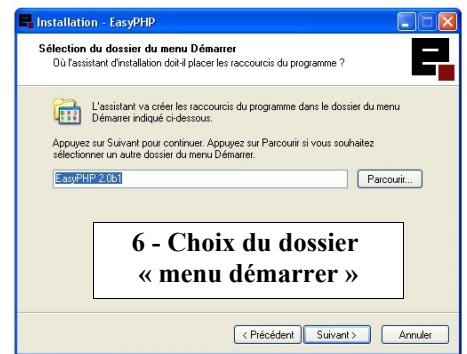 Installation - EasyPHP
Sélection du dossier du menu Démarrer
Où l'assistant d'installation doit-il placer les raccourcis du programme ?
L'assistant va créer les raccourcis du programme dans le dossier du menu
Démarrer indiqué ci-dessous.
Appuyez sur Suivant pour continuer. Appuyez sur Parcourir si vous souhaitez
sélectionner un autre dossier du menu Démarrer.
EasyPHP 2.0b1
Parcourir...
6 - Choix du dossier
« menu démarrer »
< Précédent
Suivant >
Annuler